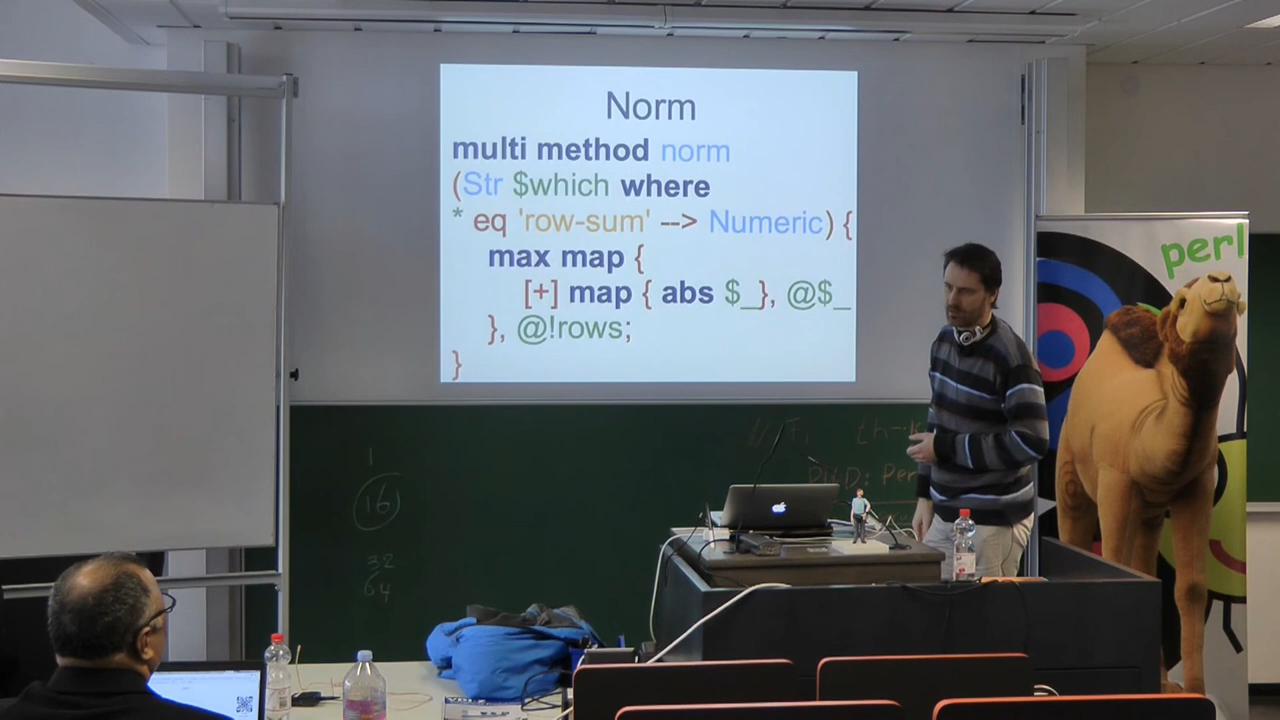 Norm
multi method norm
(Str $which where
* eq 'row-sum' --> Numeric) {
max map {
[+] map { abs $_}, @$_
}, @!rows;
}
perl
1
16
32
64